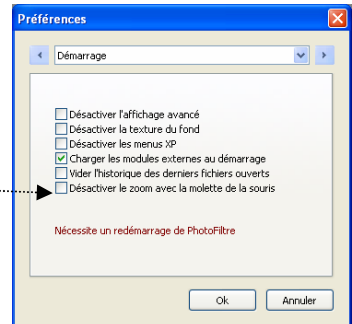 Préférences
Démarrage
Désactiver l'affichage avancé
Désactiver la texture du fond
Désactiver les menus XP
Charger les modules externes au démarrage
Vider l'historique des derniers fichiers ouverts
Désactiver le zoom avec la molette de la souris
Nécessite un redémarrage de PhotoFiltre
Ok
Annuler